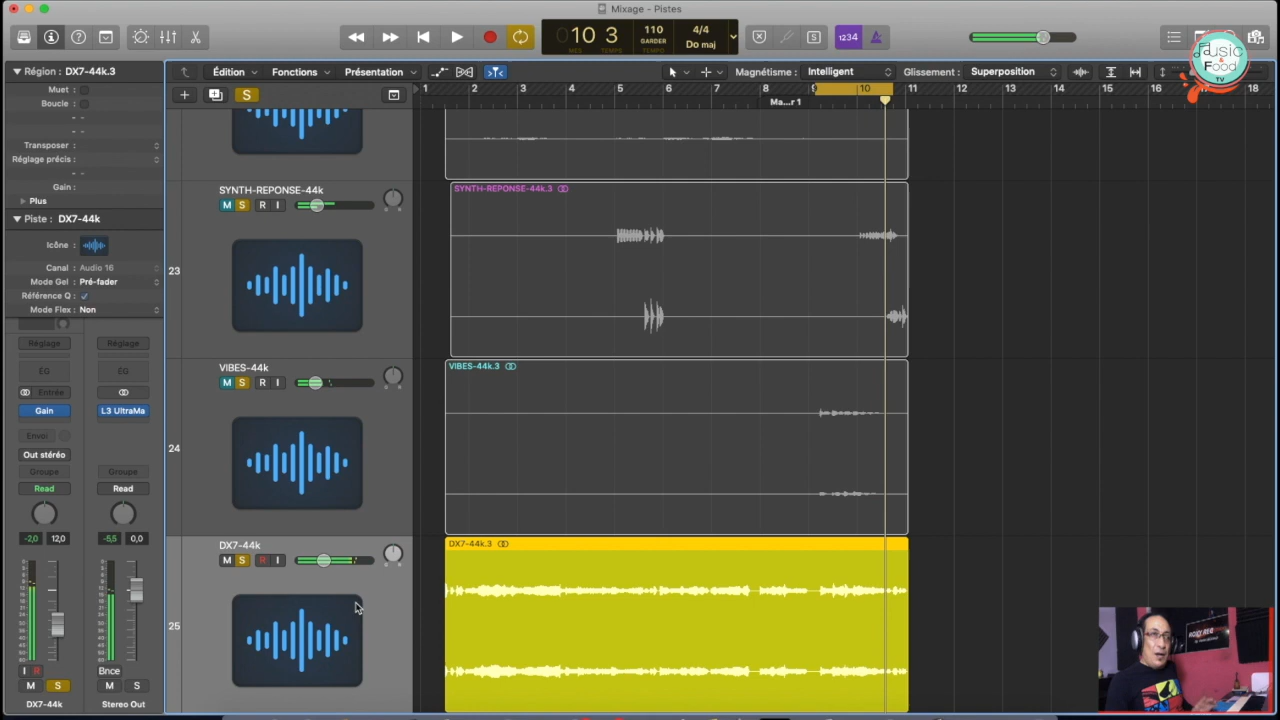 Mixage - Pistes
10 3
MES. TEMPS
110
GARDER
TEMPO
4/4
Do maj
S
1234
Région : DX7-44k.3
Édition
Fonctions
Présentation
Magnétisme : Intelligent
Glissement : Superposition
Music & Food TV
Muet :
Boucle :
Transposer :
Réglage précis :
Gain :
Plus
Piste : DX7-44k
Icône :
Canal : Audio 16
Mode Gel : Pré-fader
Référence Q :
Mode Flex : Non
S
1 2 3 4 5 6 7 8 9 10 11 12 13 14 15 16 17 18
Ma...r 1
SYNTH-REPONSE-44k
M S R I
23
SYNTH-REPONSE-44k.3
VIBES-44k
M S R I
24
VIBES-44k.3
DX7-44k
M S R I
25
DX7-44k.3
Réglage Réglage
EG EG
Entrée
Gain L3 UltraMa
Envoi
Out stéréo
Groupe Groupe
Read Read
-2,0 12,0 -5,5 0,0
I R Bnce
M S M S
DX7-44k Stereo Out